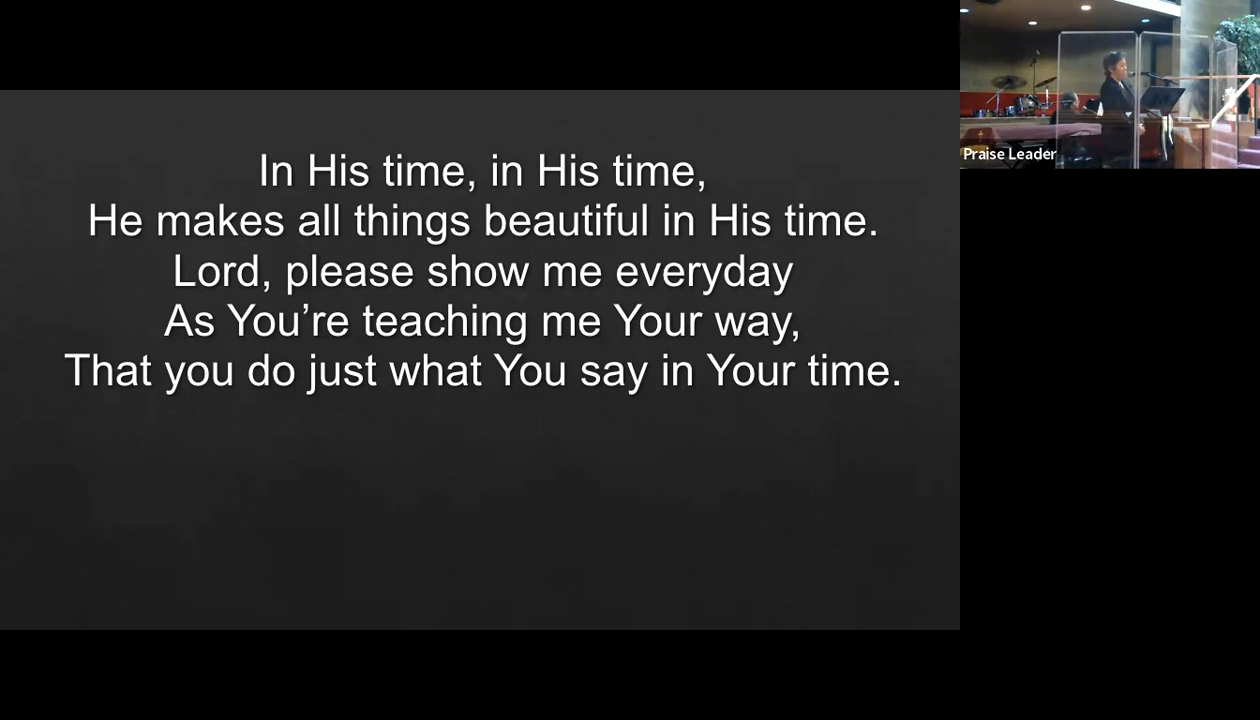 In His time, in His time,
He makes all things beautiful in His time.
Lord, please show me everyday
As You’re teaching me Your way,
That you do just what You say in Your time.
Praise Leader